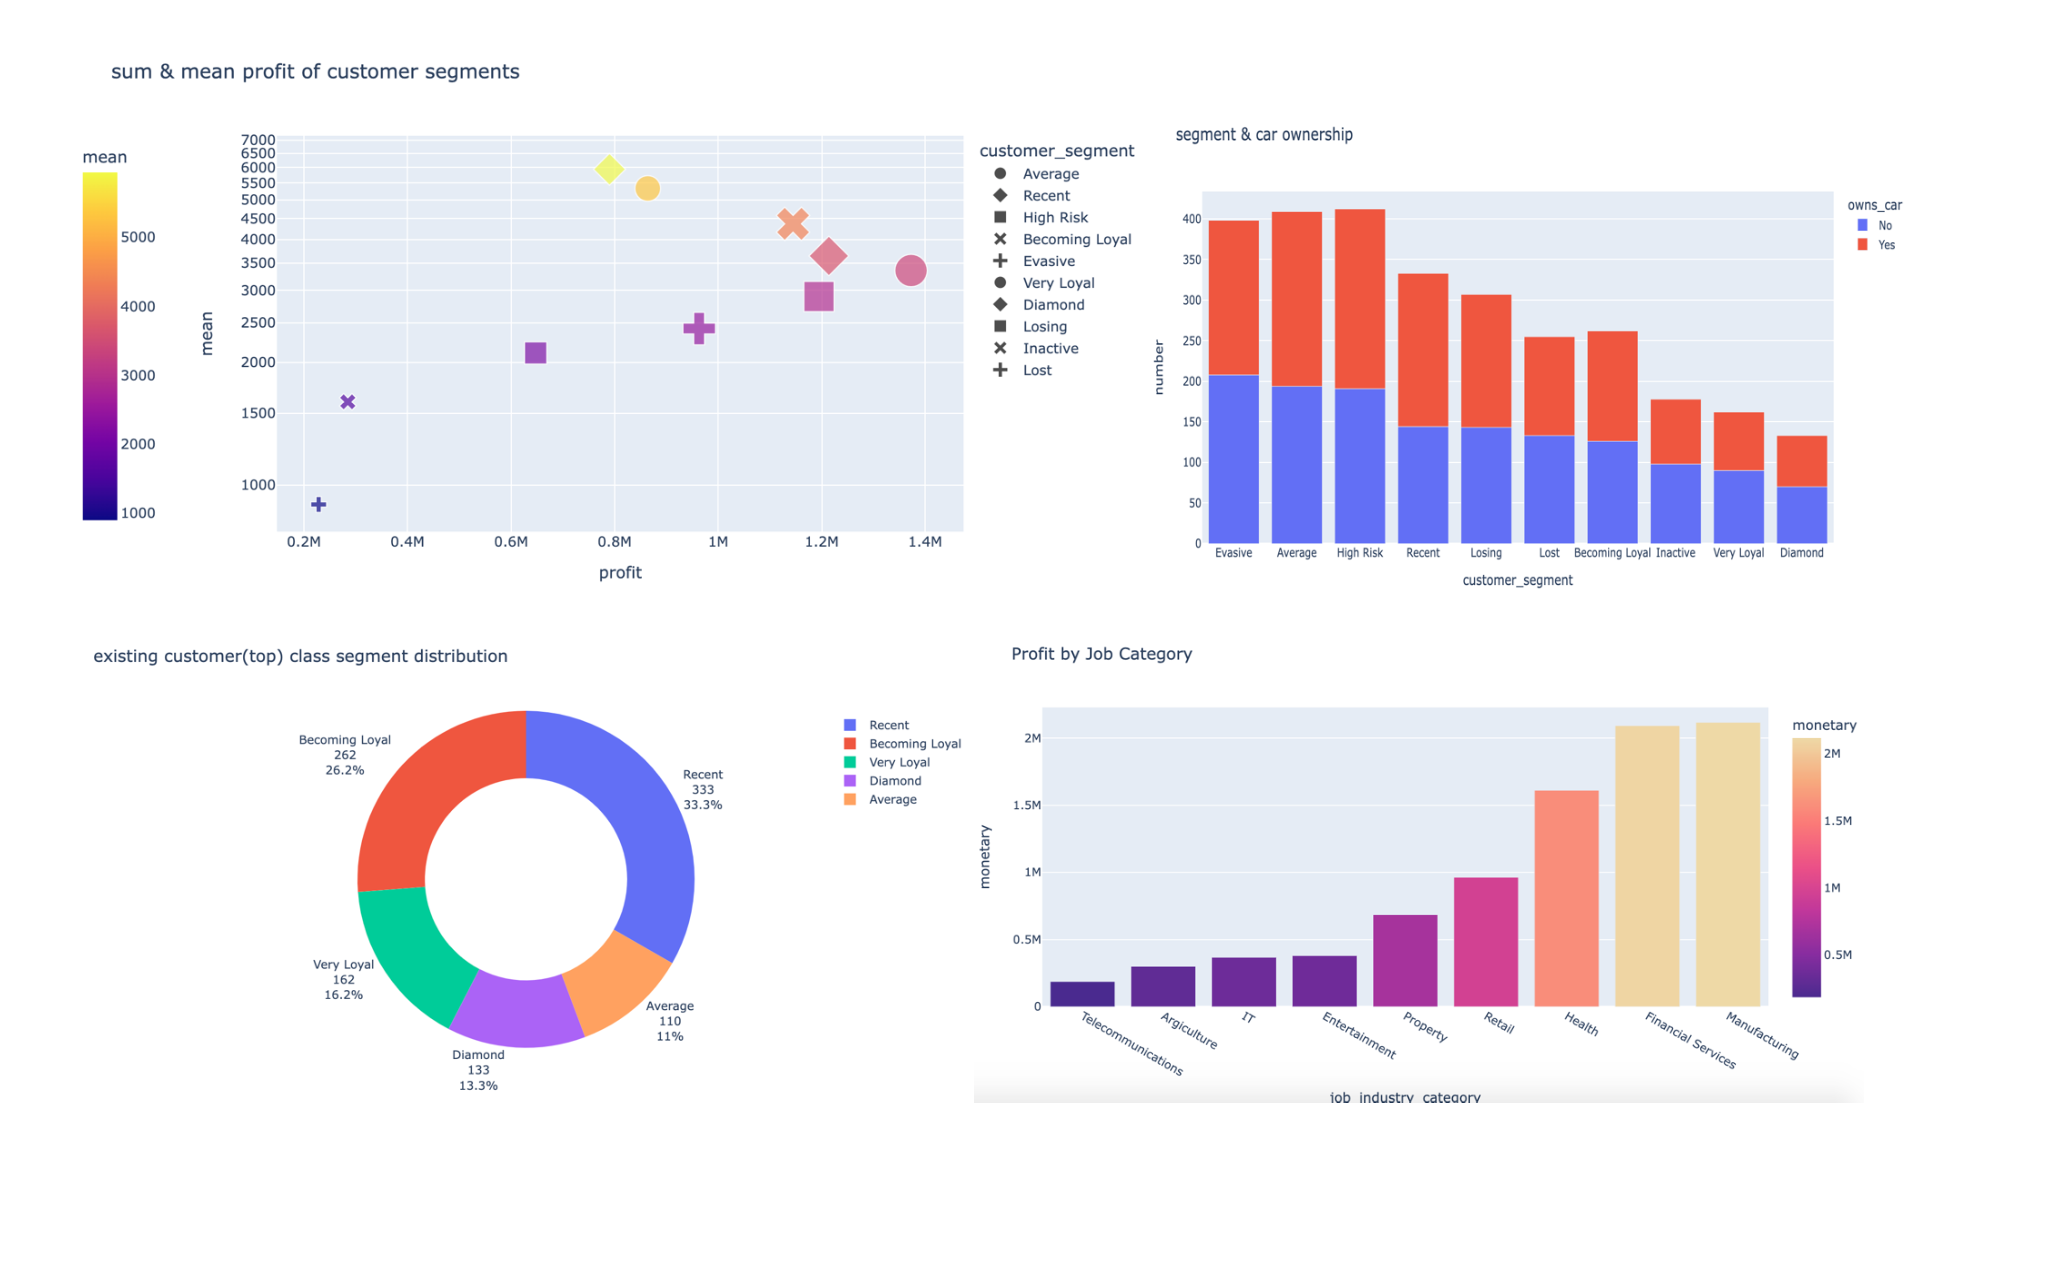 sum & mean profit of customer segments
mean
5000
4000
3000
2000
1000
mean
7000
6500
6000
5500
5000
4500
4000
3500
3000
2500
2000
1500
1000
0.2M 0.4M 0.6M 0.8M 1M 1.2M 1.4M
profit
customer_segment
Average
Recent
High Risk
Becoming Loyal
Evasive
Very Loyal
Diamond
Losing
Inactive
Lost
segment & car ownership
number
400
350
300
250
200
150
100
50
0
Evasive Average High Risk Recent Losing Lost Becoming Loyal Inactive Very Loyal Diamond
customer_segment
owns_car
No
Yes
existing customer(top) class segment distribution
Becoming Loyal
262
26.2%
Recent
333
33.3%
Very Loyal
162
16.2%
Average
110
11%
Diamond
133
13.3%
Recent
Becoming Loyal
Very Loyal
Diamond
Average
Profit by Job Category
monetary
2M
1.5M
1M
0.5M
0
Telecommunications Argiculture IT Entertainment Property Retail Health Financial Services Manufacturing
job_industry_category
monetary
2M
1.5M
1M
0.5M